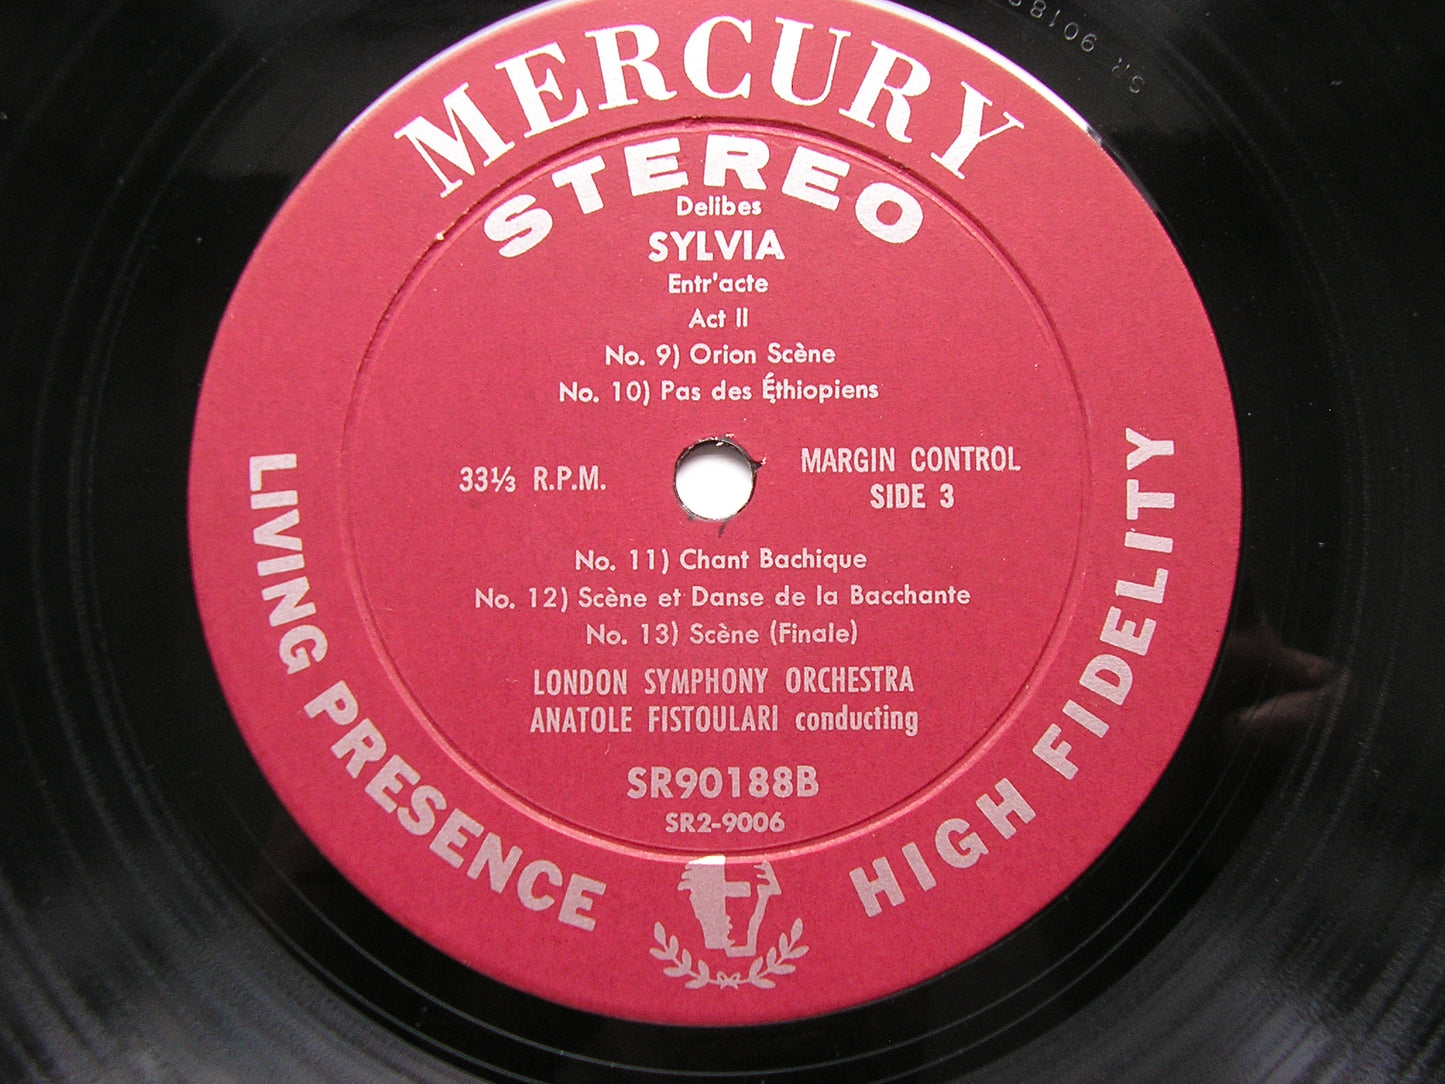 MERCURY
STEREO
Delibes
SYLVIA
Entr'acte
Act II
No. 9) Orion Scène
No. 10) Pas des Éthiopiens
33⅓ R.P.M.
MARGIN CONTROL
SIDE 3
No. 11) Chant Bachique
No. 12) Scène et Danse de la Bacchante
No. 13) Scène (Finale)
LONDON SYMPHONY ORCHESTRA
ANATOLE FISTOULARI conducting
SR90188B
SR2-9006
LIVING PRESENCE
HIGH FIDELITY